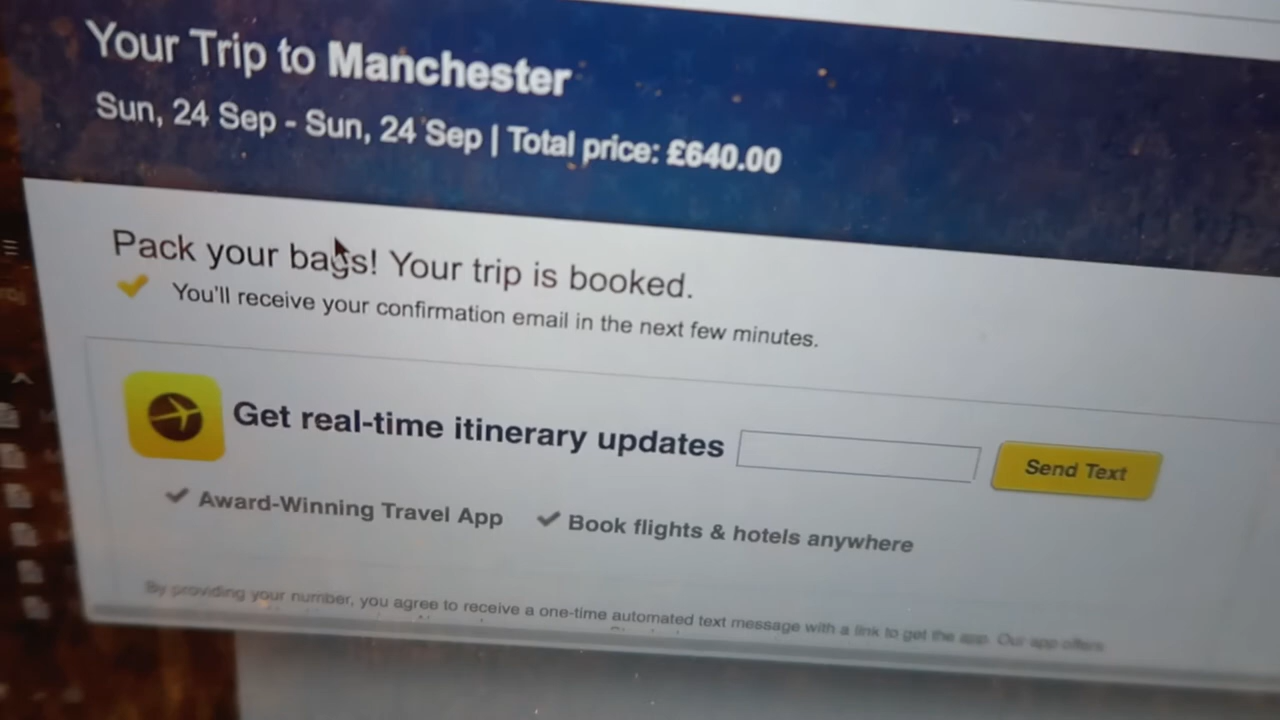 Your Trip to Manchester
Sun, 24 Sep - Sun, 24 Sep | Total price: £640.00
Pack your bags! Your trip is booked.
You'll receive your confirmation email in the next few minutes.
Get real-time itinerary updates
Send Text
Award-Winning Travel App
Book flights & hotels anywhere
By providing your number, you agree to receive a one-time automated text message with a link to get the app. Our app offers